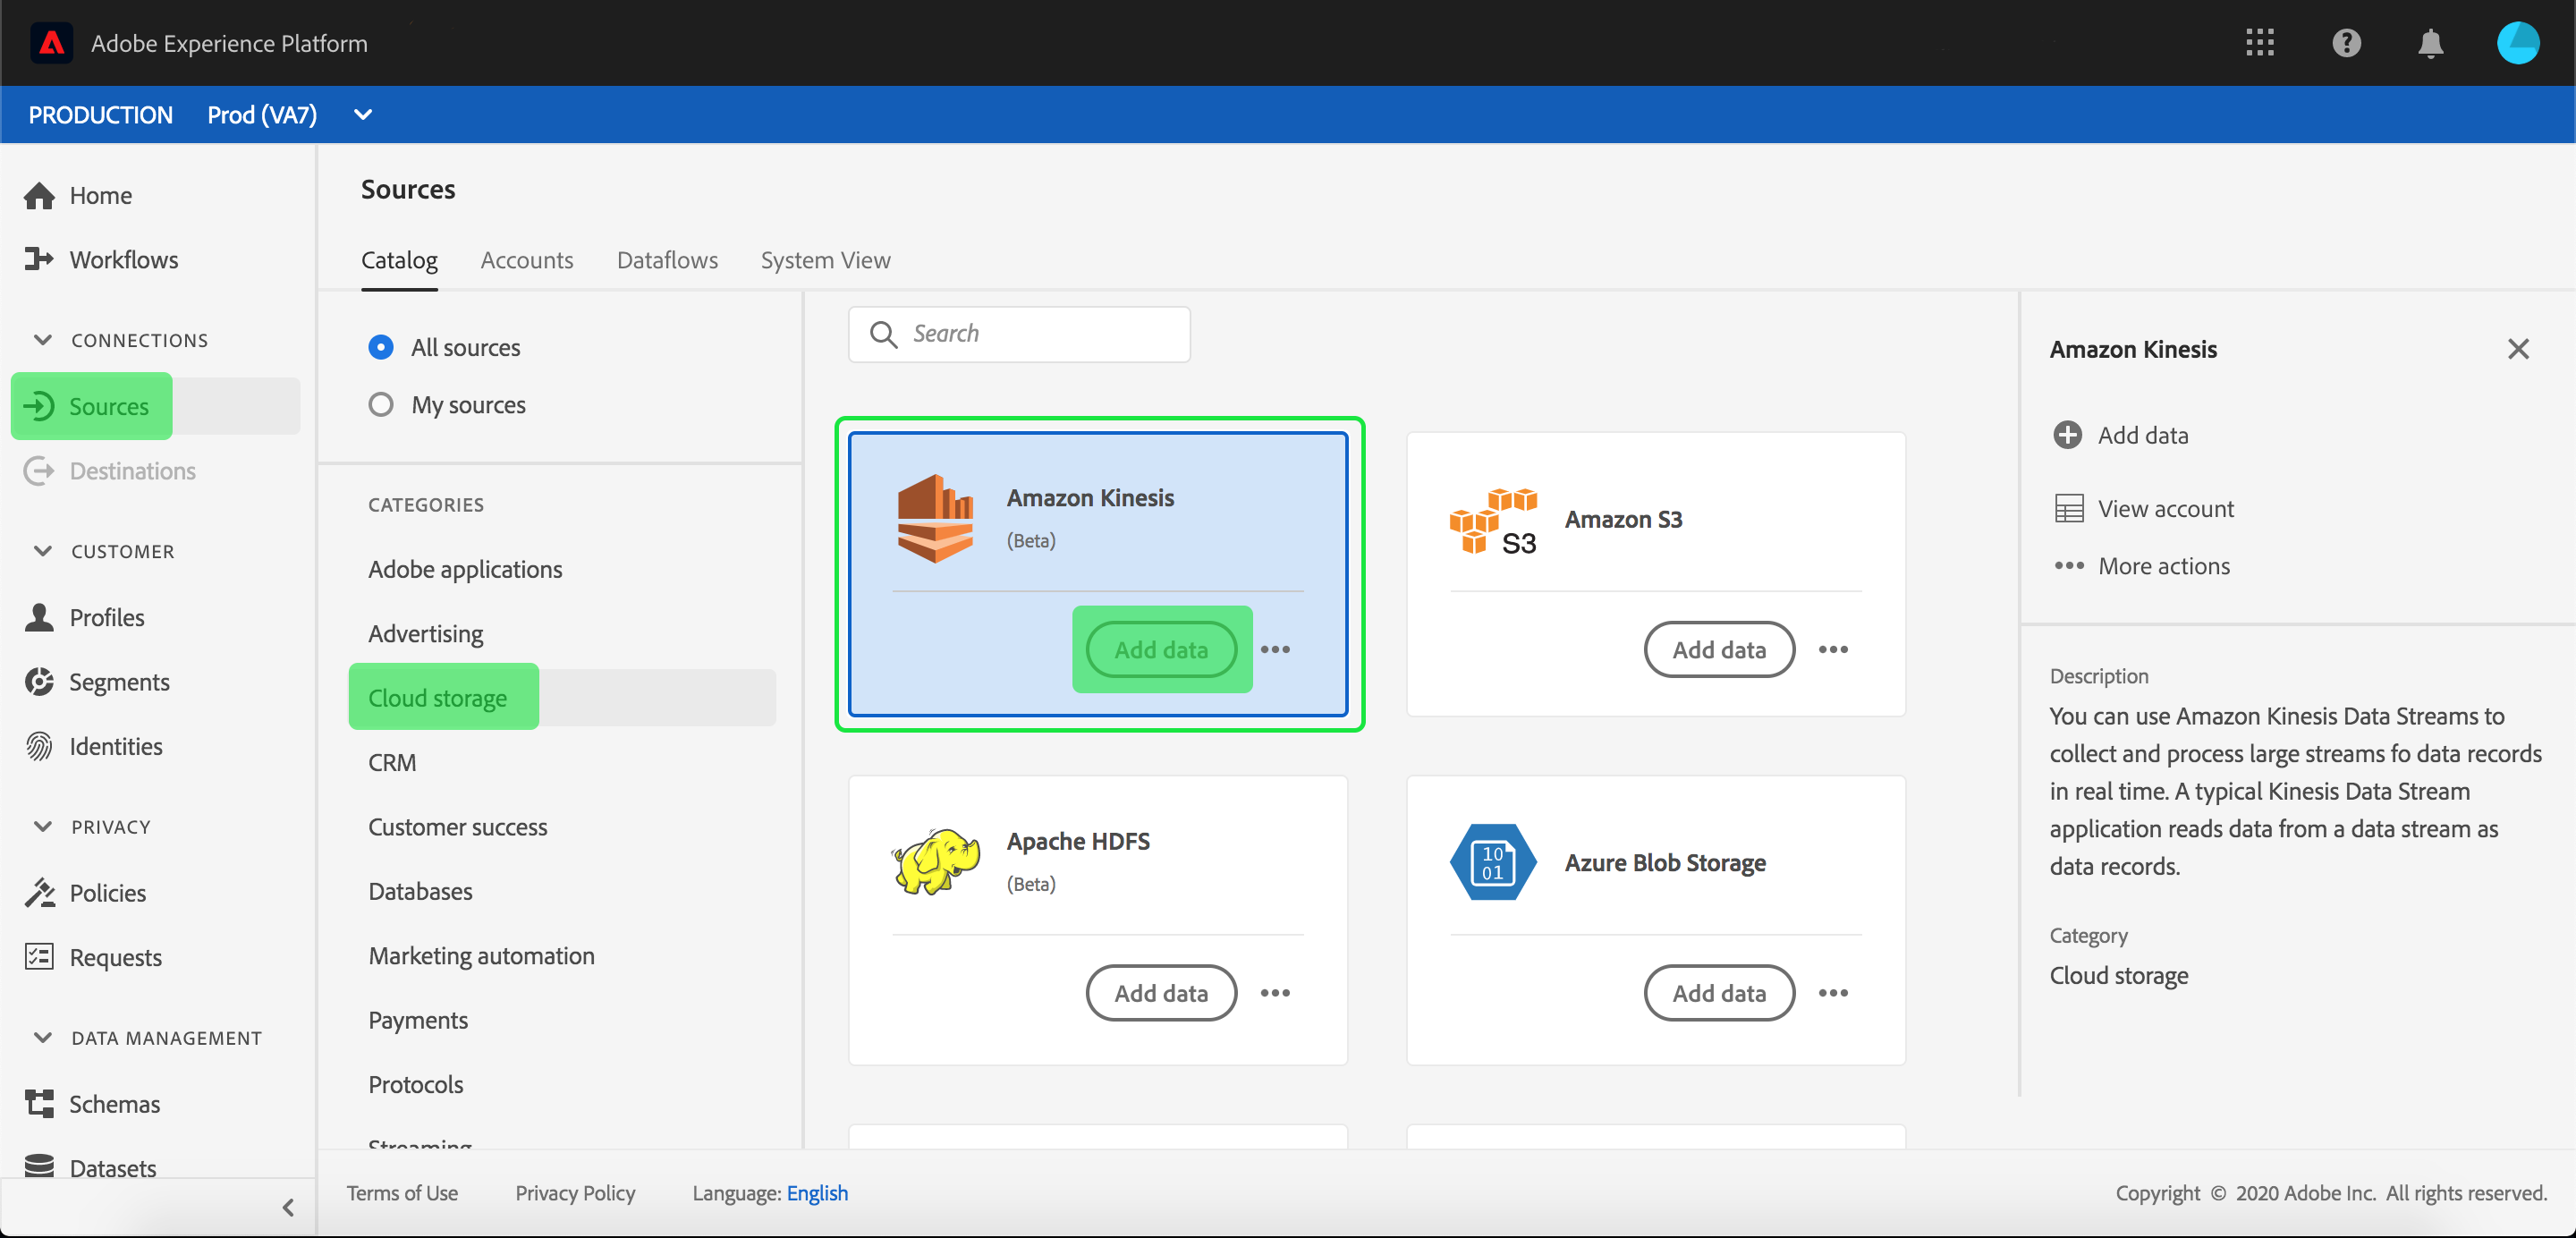 Adobe Experience Platform
PRODUCTION Prod (VA7)
Home
Workflows
CONNECTIONS
Sources
Destinations
CUSTOMER
Profiles
Segments
Identities
PRIVACY
Policies
Requests
DATA MANAGEMENT
Schemas
Datasets
Sources
Catalog Accounts Dataflows System View
All sources
My sources
CATEGORIES
Adobe applications
Advertising
Cloud storage
CRM
Customer success
Databases
Marketing automation
Payments
Protocols
Streaming
Search
Amazon Kinesis
(Beta)
Add data
S3
Amazon S3
Add data
Apache HDFS
(Beta)
Add data
10
01
Azure Blob Storage
Add data
Amazon Kinesis
Add data
View account
More actions
Description
You can use Amazon Kinesis Data Streams to
collect and process large streams fo data records
in real time. A typical Kinesis Data Stream
application reads data from a data stream as
data records.
Category
Cloud storage
Terms of Use Privacy Policy Language: English
Copyright © 2020 Adobe Inc. All rights reserved.